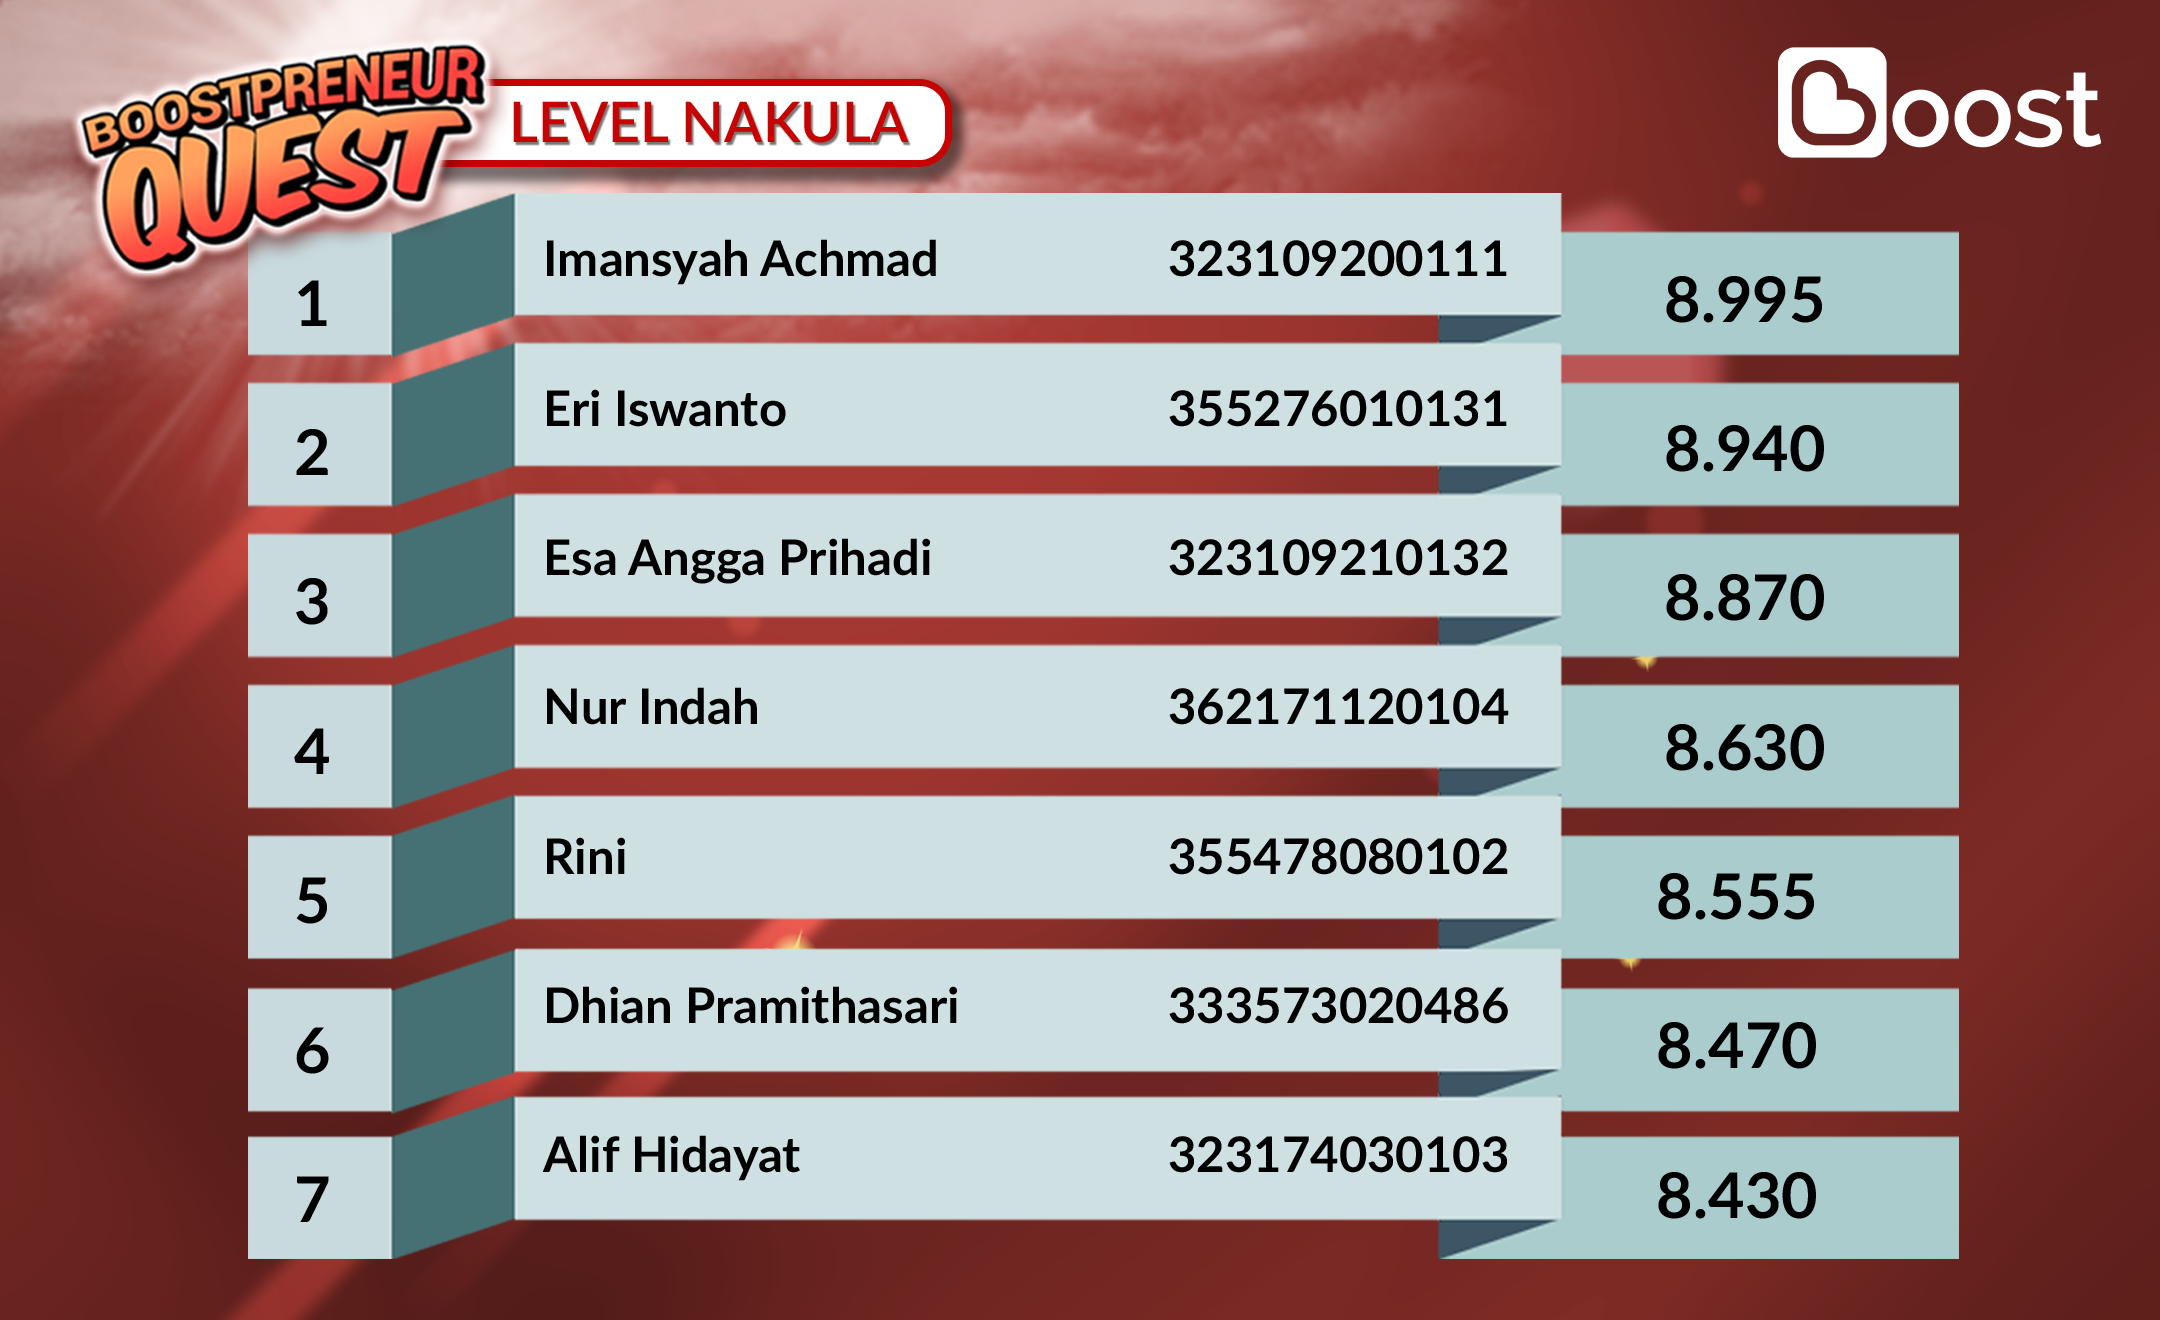 BOOSTPRENEUR
QUEST
LEVEL NAKULA
Boost
1 Imansyah Achmad 323109200111 8.995
2 Eri Iswanto 355276010131 8.940
3 Esa Angga Prihadi 323109210132 8.870
4 Nur Indah 362171120104 8.630
5 Rini 355478080102 8.555
6 Dhian Pramithasari 333573020486 8.470
7 Alif Hidayat 323174030103 8.430